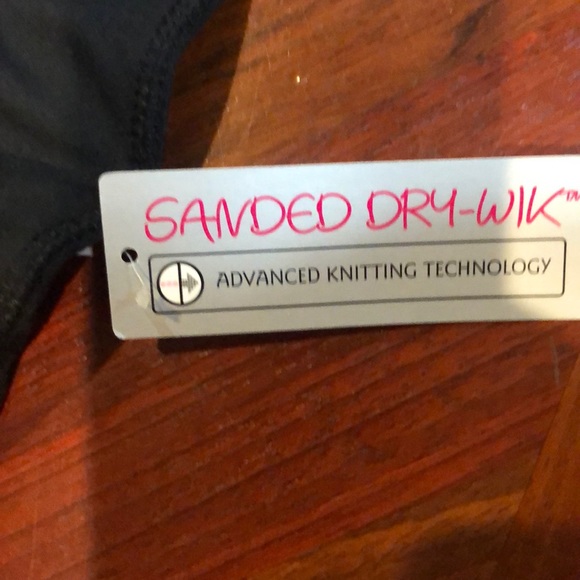 SANDED DRY-WIK™
ADVANCED KNITTING TECHNOLOGY